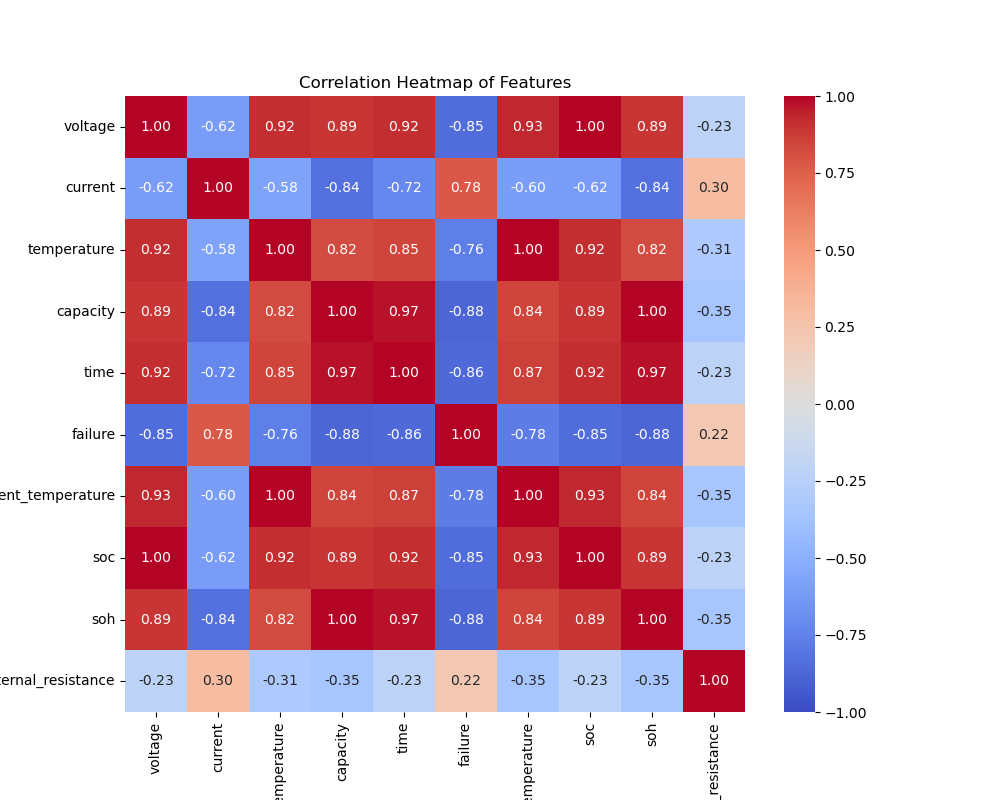 Correlation Heatmap of Features
voltage 1.00 -0.62 0.92 0.89 0.92 -0.85 0.93 1.00 0.89 -0.23
current -0.62 1.00 -0.58 -0.84 -0.72 0.78 -0.60 -0.62 -0.84 0.30
temperature 0.92 -0.58 1.00 0.82 0.85 -0.76 1.00 0.92 0.82 -0.31
capacity 0.89 -0.84 0.82 1.00 0.97 -0.88 0.84 0.89 1.00 -0.35
time 0.92 -0.72 0.85 0.97 1.00 -0.86 0.87 0.92 0.97 -0.23
failure -0.85 0.78 -0.76 -0.88 -0.86 1.00 -0.78 -0.85 -0.88 0.22
ent_temperature 0.93 -0.60 1.00 0.84 0.87 -0.78 1.00 0.93 0.84 -0.35
soc 1.00 -0.62 0.92 0.89 0.92 -0.85 0.93 1.00 0.89 -0.23
soh 0.89 -0.84 0.82 1.00 0.97 -0.88 0.84 0.89 1.00 -0.35
ernal_resistance -0.23 0.30 -0.31 -0.35 -0.23 0.22 -0.35 -0.23 -0.35 1.00
voltage
current
emperature
capacity
time
failure
emperature
soc
soh
_resistance
1.00
0.75
0.50
0.25
0.00
−0.25
−0.50
−0.75
−1.00